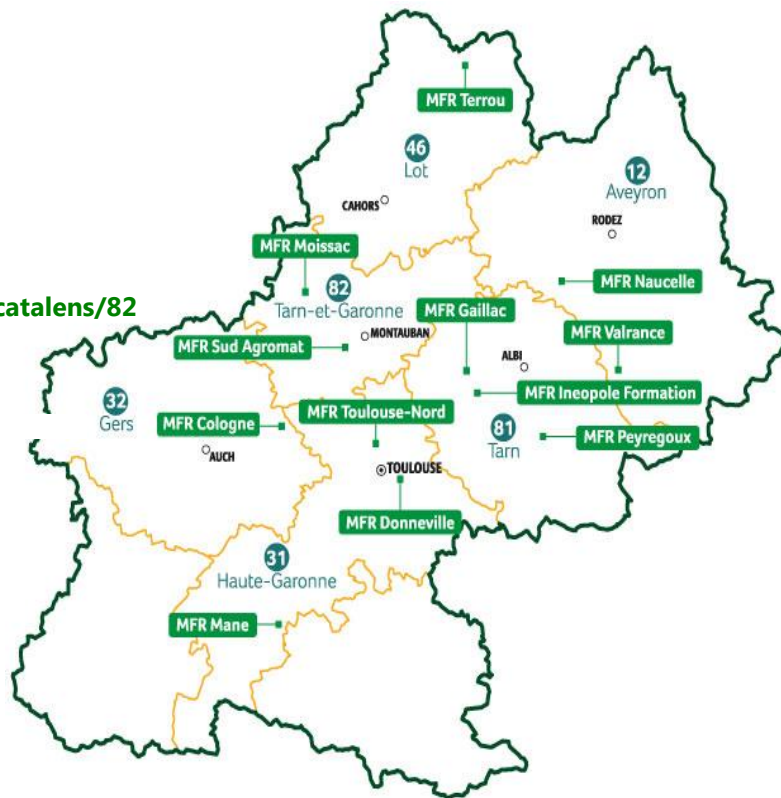 MFR Terrou
46
Lot
12
Aveyron
CAHORS
RODEZ
MFR Moissac
MFR Naucelle
82
Tarn-et-Garonne
catalens/82
MFR Gaillac
MFR Valrance
MONTAUBAN
MFR Sud Agromat
ALBI
MFR Ineopole Formation
32
Gers
MFR Cologne
MFR Toulouse-Nord
81
Tarn
MFR Peyregoux
AUCH
TOULOUSE
MFR Donneville
31
Haute-Garonne
MFR Mane